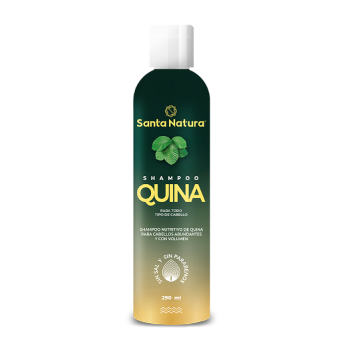 Santa Natura
SHAMPOO
QUINA
PARA TODO
TIPO DE CABELLO
SHAMPOO NUTRITIVO DE QUINA
PARA CABELLOS ABUNDANTES
Y CON VOLUMEN
SIN SAL Y SIN PARABENOS
290 ml